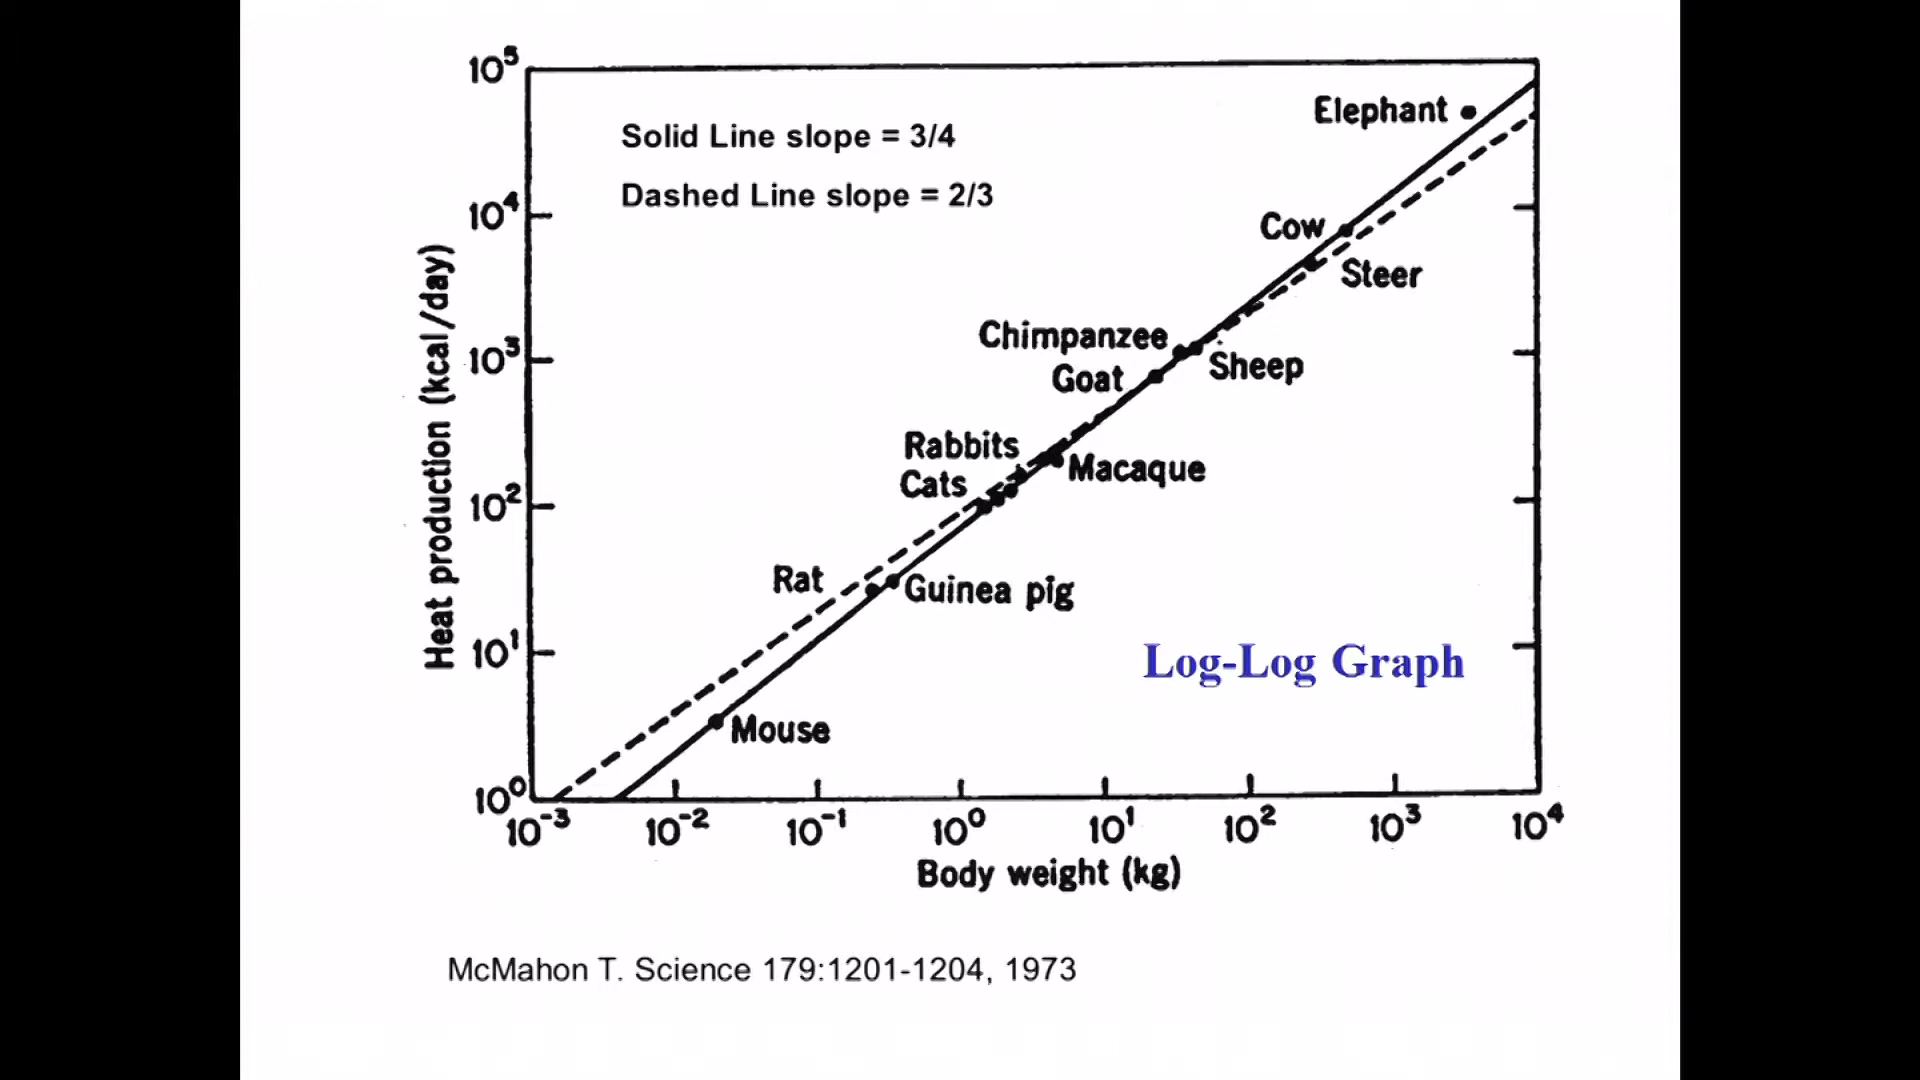 10⁵
Elephant
Solid Line slope = 3/4
Dashed Line slope = 2/3
10⁴
Cow
Steer
Chimpanzee
10³
Sheep
Goat
Rabbits
Macaque
Cats
10²
Rat
Guinea pig
10¹
Log-Log Graph
Mouse
10⁰
Heat production (kcal/day)
10⁻³ 10⁻² 10⁻¹ 10⁰ 10¹ 10² 10³ 10⁴
Body weight (kg)
McMahon T. Science 179:1201-1204, 1973